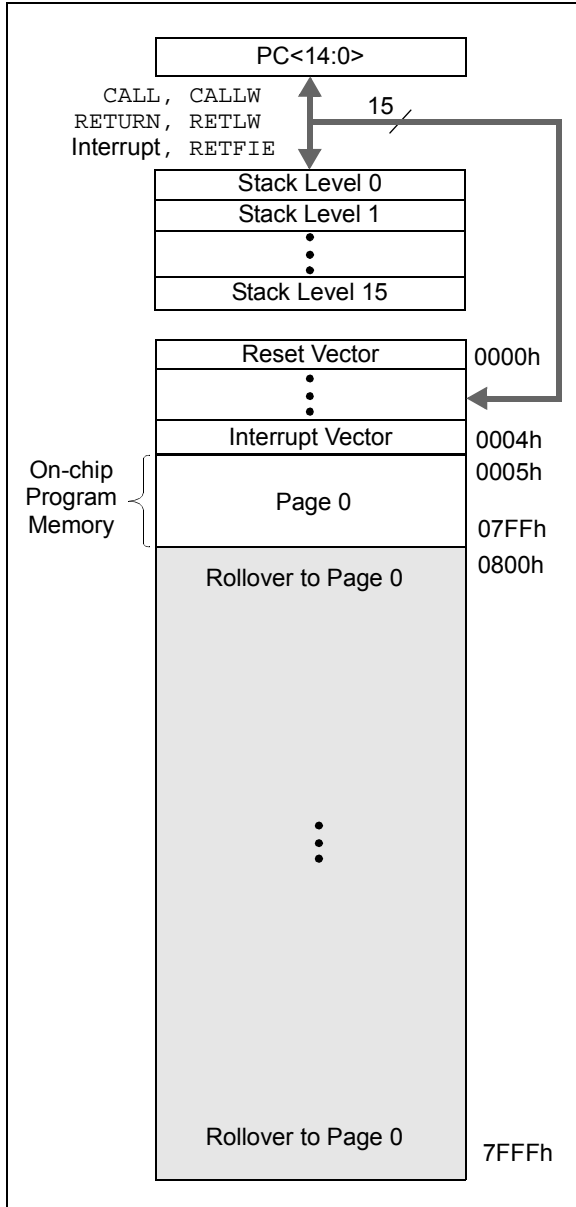 PC<14:0>
CALL, CALLW
RETURN, RETLW
Interrupt, RETFIE
15
Stack Level 0
Stack Level 1
Stack Level 15
Reset Vector
0000h
Interrupt Vector
0004h
On-chip
Program
Memory
Page 0
0005h
07FFh
Rollover to Page 0
0800h
Rollover to Page 0
7FFFh